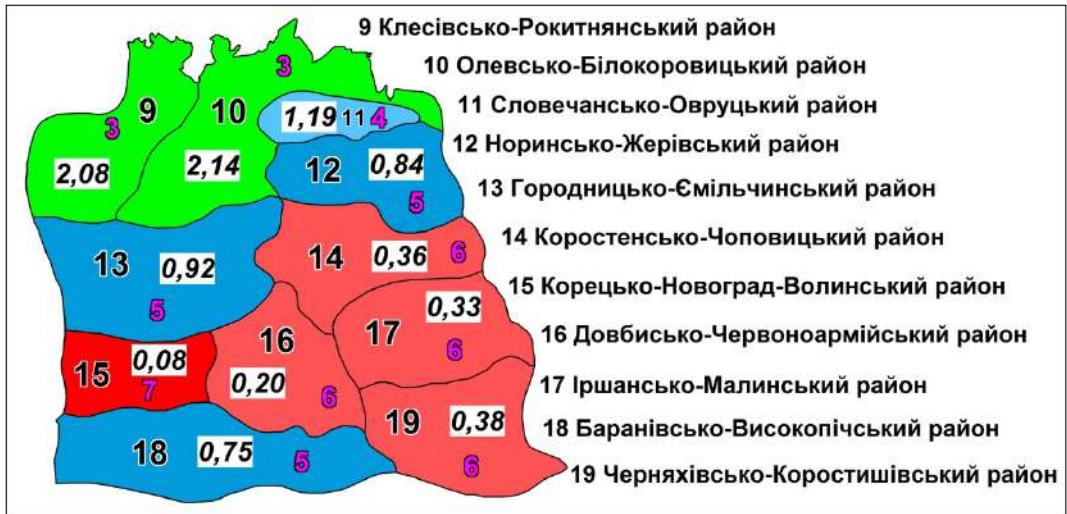 9 Клесівсько-Рокитнянський район
3
10 Олевсько-Білокоровицький район
9
10
3
1,19 11 4
11 Словечансько-Овруцький район
2,08
2,14
12
0,84
12 Норинсько-Жерівський район
5
13 Городницько-Ємільчинський район
13
0,92
14
0,36
6
14 Коростенсько-Чоповицький район
5
15 Корецько-Новоград-Волинський район
0,33
16
17
16 Довбисько-Червоноармійський район
15
0,08
7
6
0,20
6
17 Іршансько-Малинський район
19
0,38
18 Баранівсько-Високопічський район
18
0,75
5
6
19 Черняхівсько-Коростишівський район